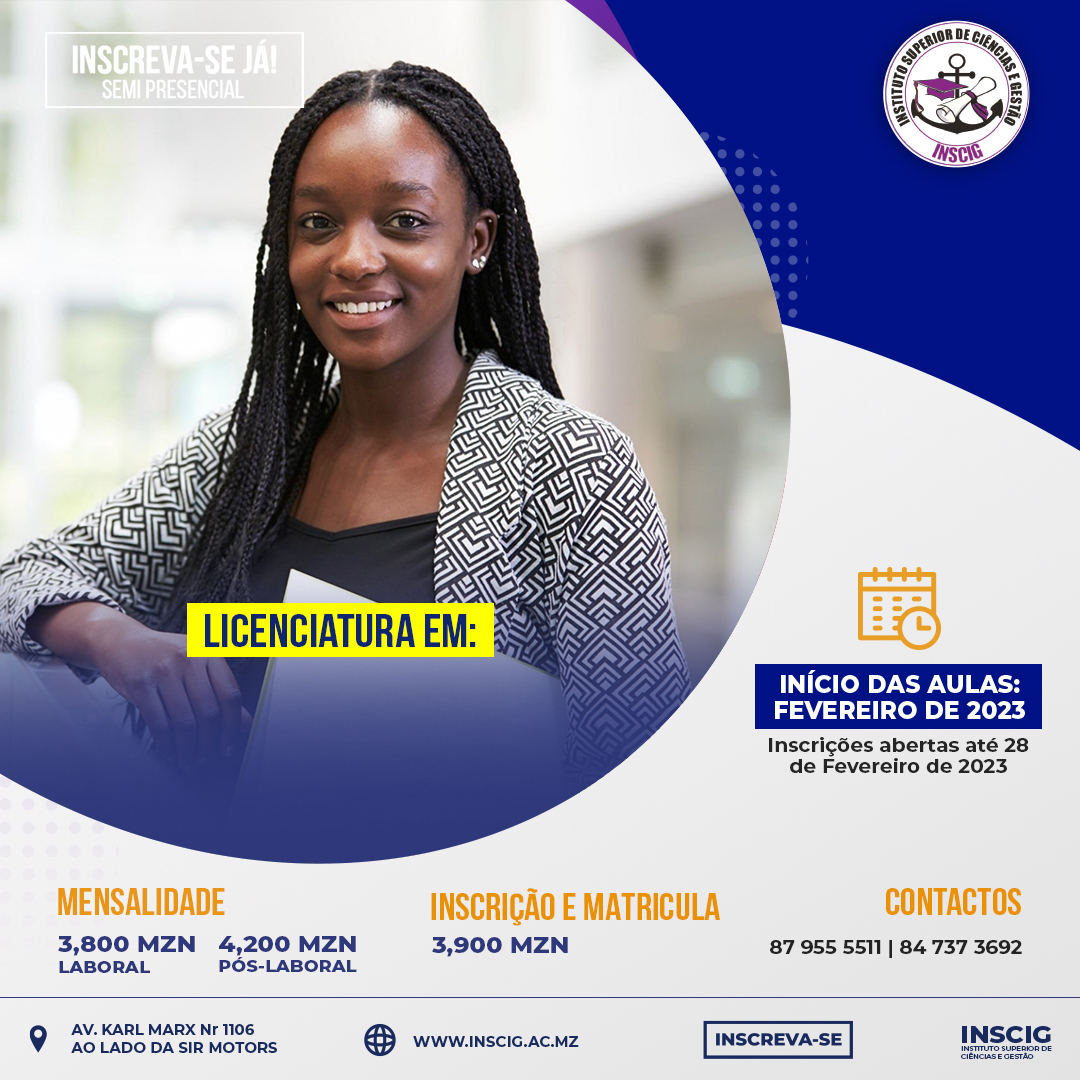 INSCREVA-SE JÁ!
SEMI PRESENCIAL
INSTITUTO SUPERIOR DE CIÊNCIAS E GESTÃO
INSCIG
LICENCIATURA EM:
INÍCIO DAS AULAS:
FEVEREIRO DE 2023
Inscrições abertas até 28
de Fevereiro de 2023
MENSALIDADE
3,800 MZN 4,200 MZN
LABORAL PÓS-LABORAL
INSCRIÇÃO E MATRICULA
3,900 MZN
CONTACTOS
87 955 5511 | 84 737 3692
AV. KARL MARX Nr 1106
AO LADO DA SIR MOTORS
WWW.INSCIG.AC.MZ
INSCREVA-SE
INSCIG
INSTITUTO SUPERIOR DE
CIÊNCIAS E GESTÃO